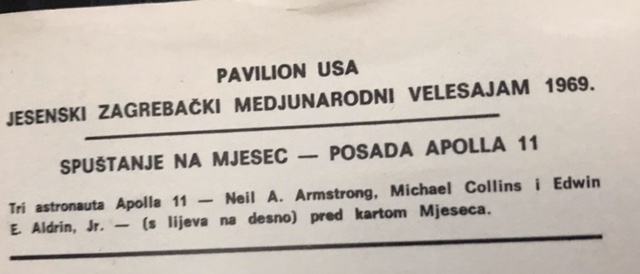 PAVILION USA
JESENSKI ZAGREBAČKI MEDJUNARODNI VELESAJAM 1969.
SPUŠTANJE NA MJESEC — POSADA APOLLA 11
Tri astronauta Apolla 11 — Neil A. Armstrong, Michael Collins i Edwin
E. Aldrin, Jr. — (s lijeva na desno) pred kartom Mjeseca.